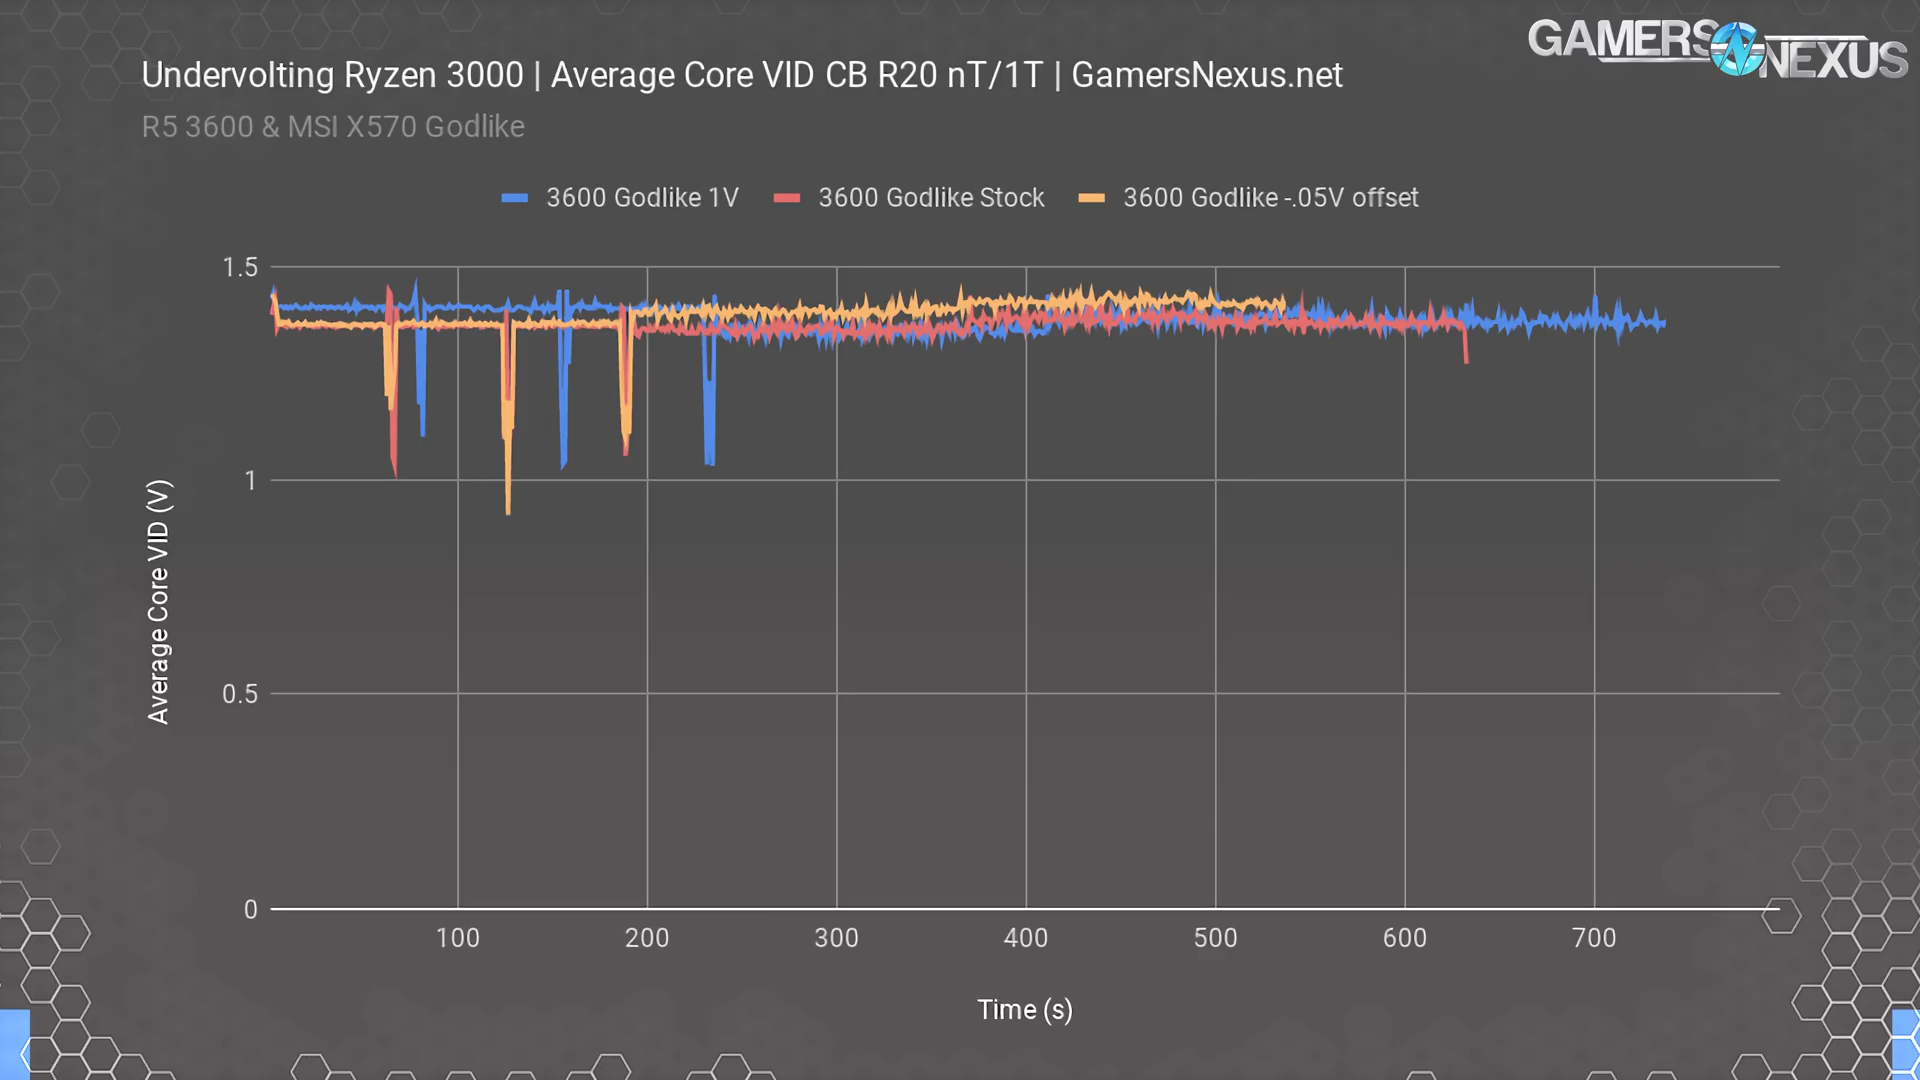 GAMERS NEXUS
Undervolting Ryzen 3000 | Average Core VID CB R20 nT/1T | GamersNexus.net
R5 3600 & MSI X570 Godlike
3600 Godlike 1V
3600 Godlike Stock
3600 Godlike -.05V offset
1.5
1
0.5
0
Average Core VID (V)
100
200
300
400
500
600
700
Time (s)